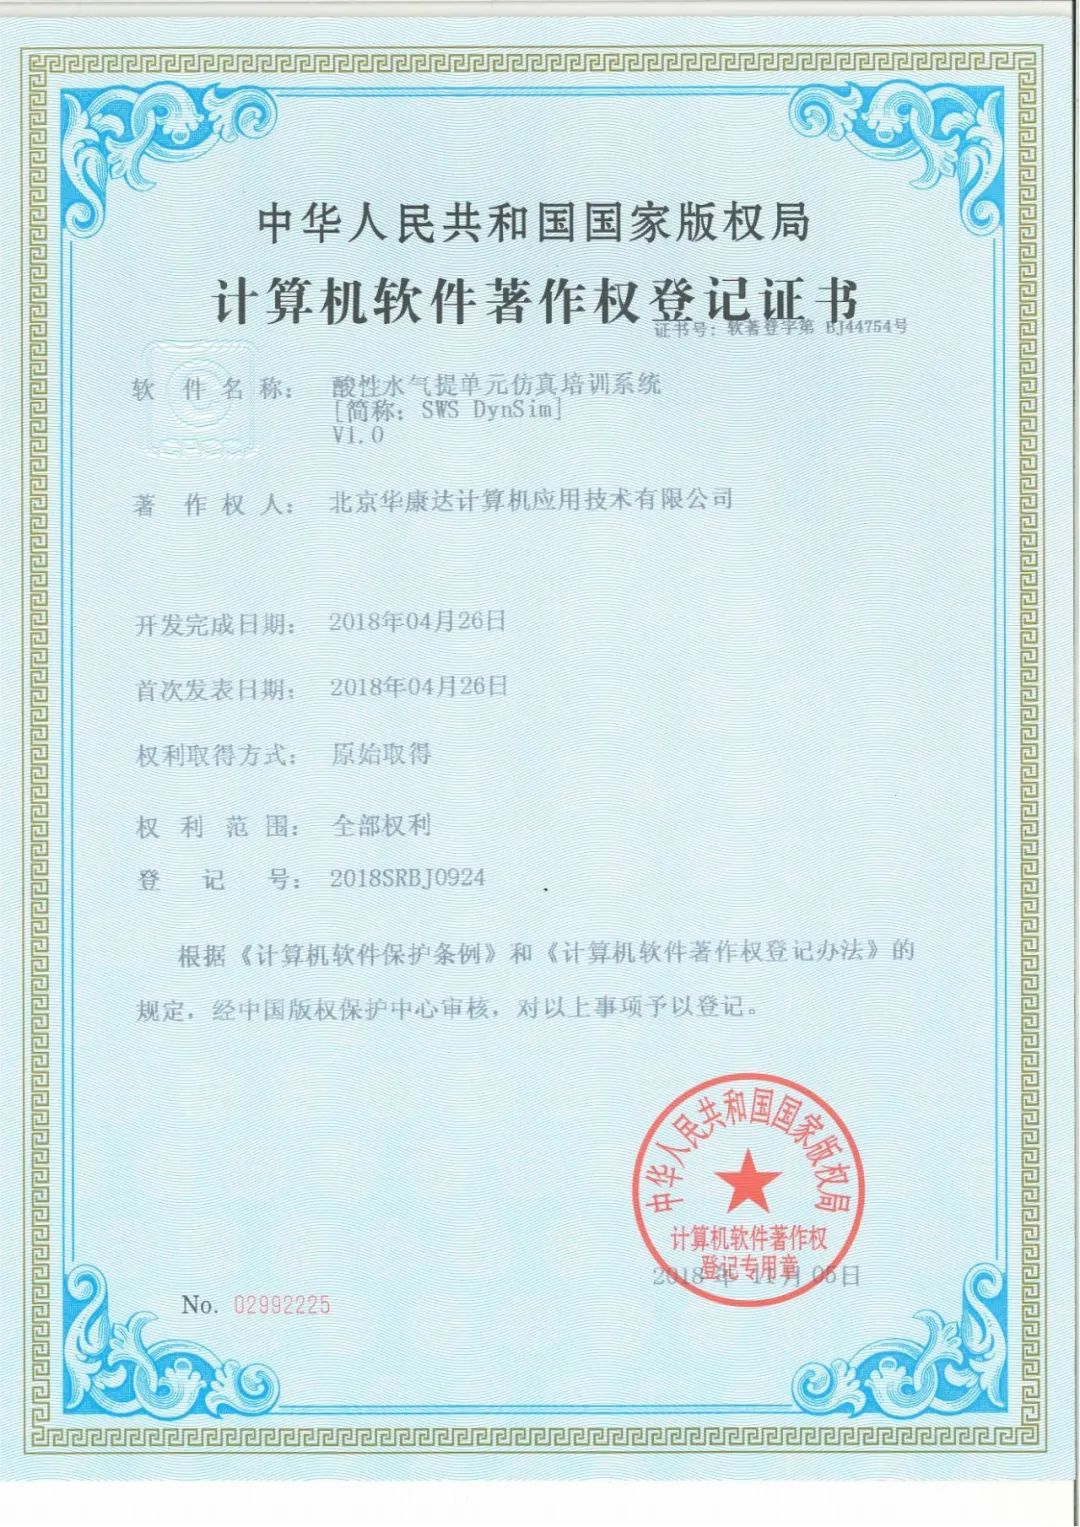 中华人民共和国国家版权局
计算机软件著作权登记证书
证书号：软著登字第 BJ44754号
软件名称：酸性水气提单元仿真培训系统
[简称：SWS DynSim]
V1.0
著作权人：北京华康达计算机应用技术有限公司
开发完成日期：2018年04月26日
首次发表日期：2018年04月26日
权利取得方式：原始取得
权利范围：全部权利
登记号：2018SRBJ0924
根据《计算机软件保护条例》和《计算机软件著作权登记办法》的
规定，经中国版权保护中心审核，对以上事项予以登记。
中华人民共和国国家版权局
计算机软件著作权
登记专用章
2018年11月05日
No. 02992225